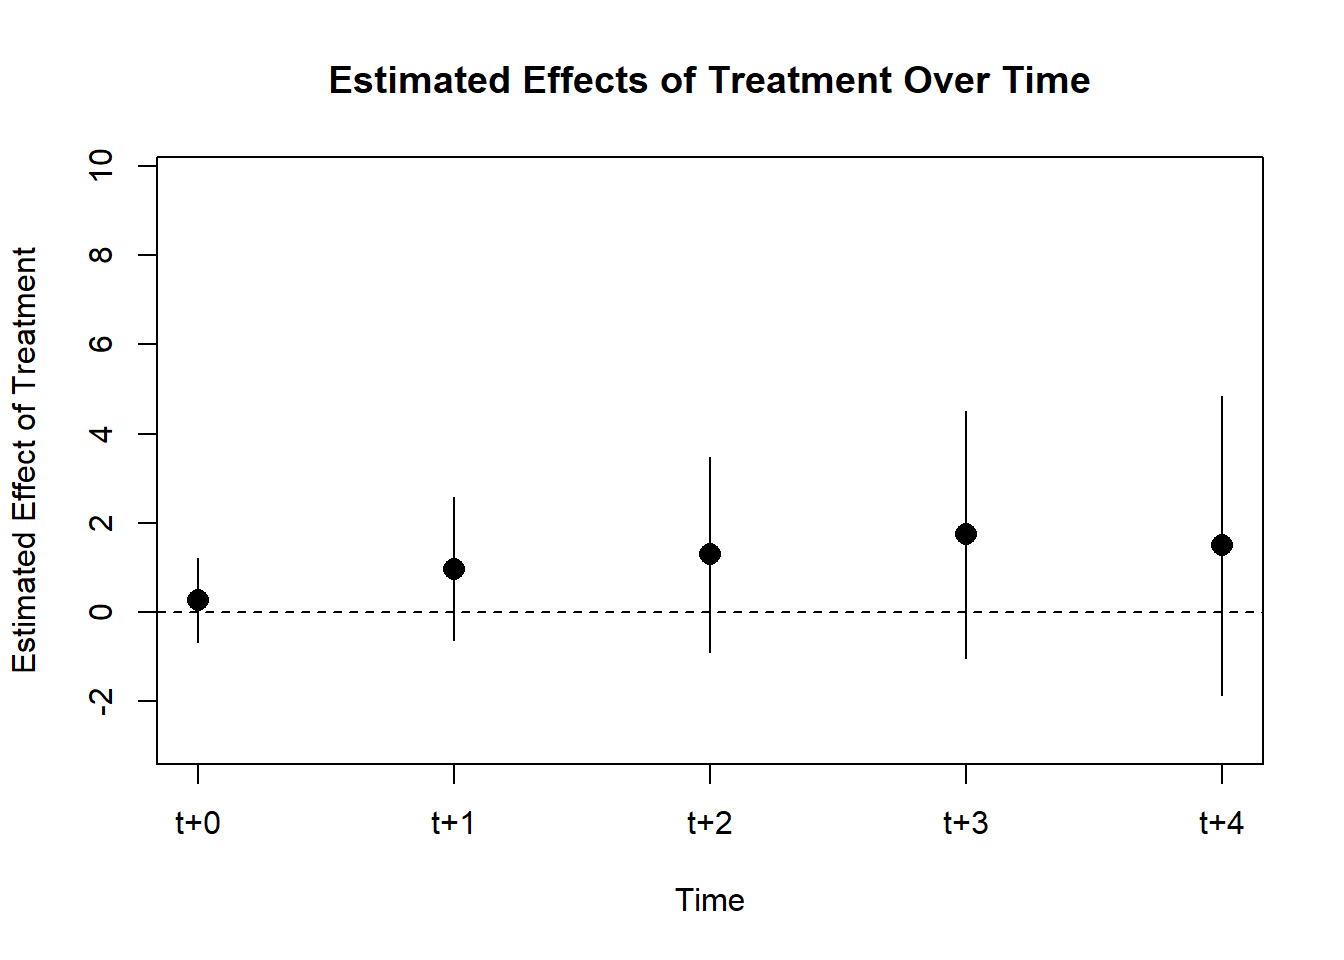 Estimated Effects of Treatment Over Time
Estimated Effect of Treatment
10
8
6
4
2
0
-2
t+0 t+1 t+2 t+3 t+4
Time